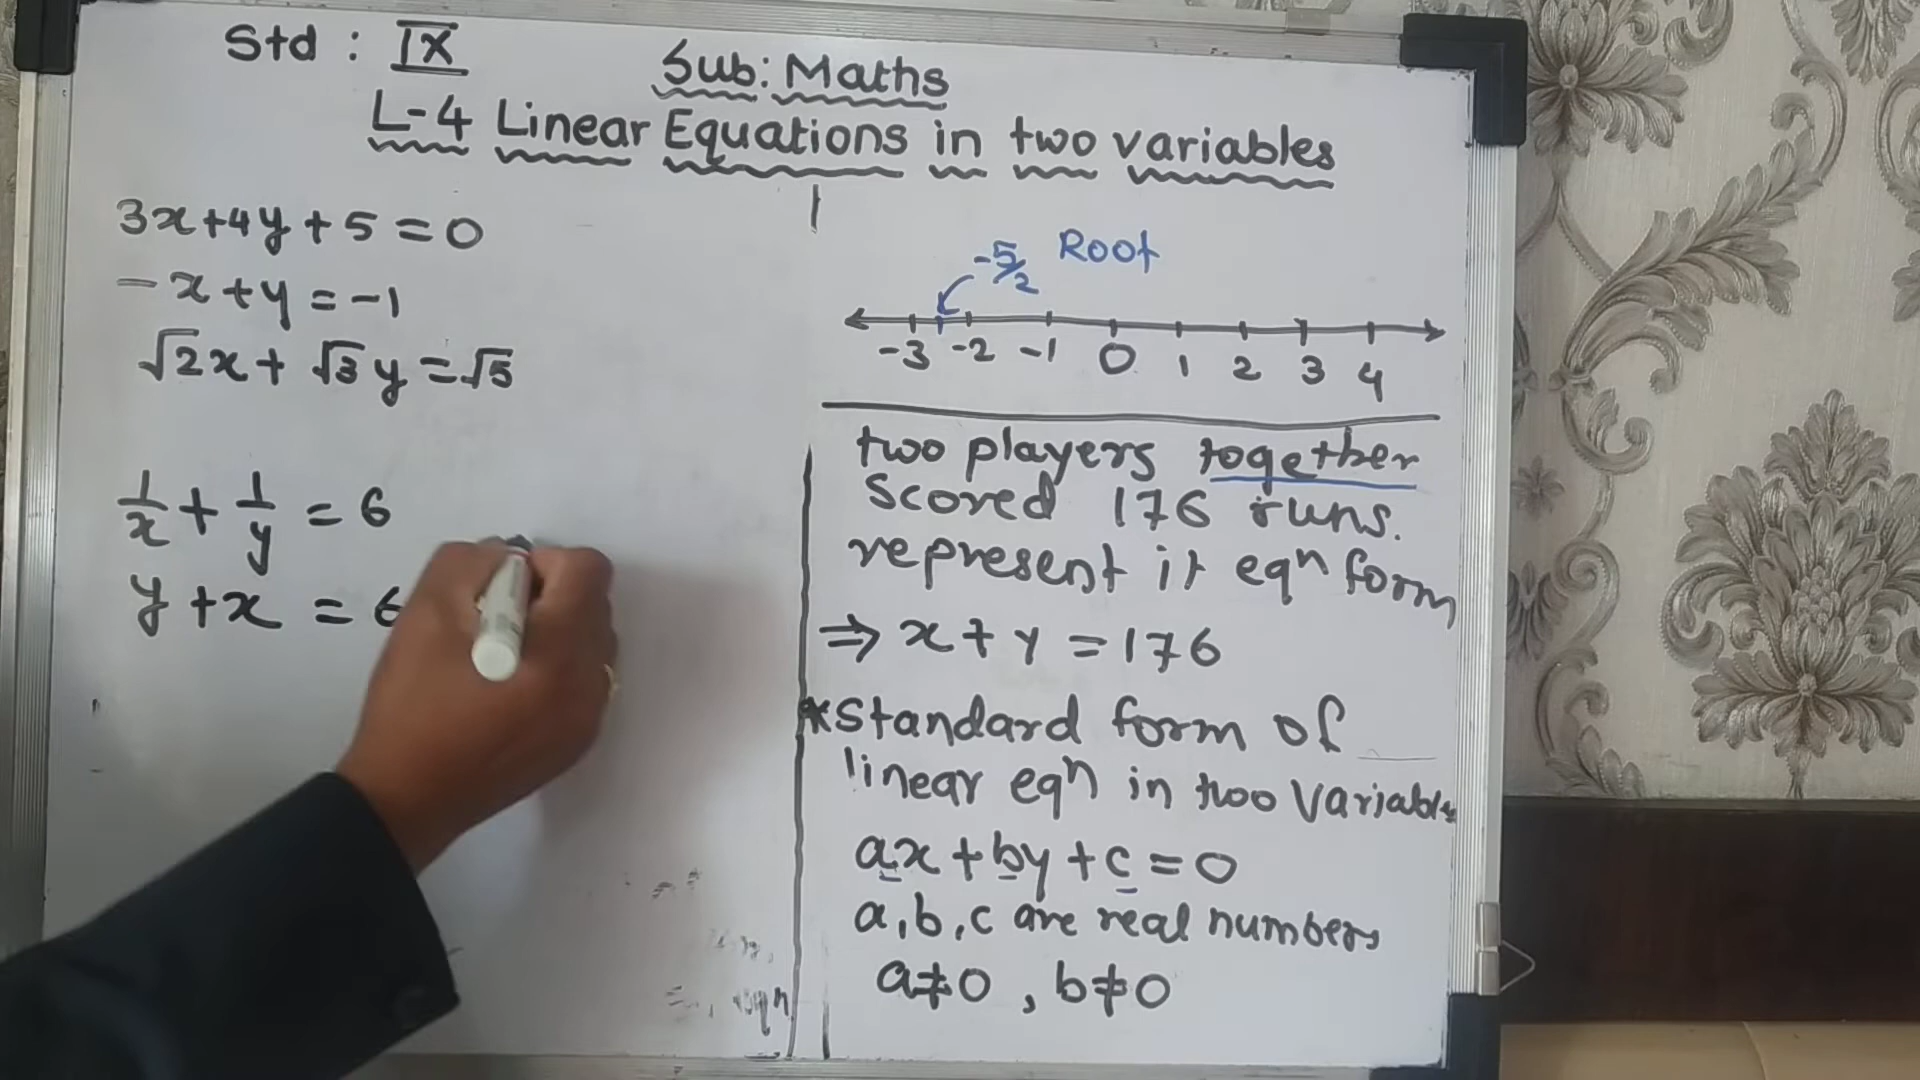 Std : IX
Sub: Maths
L-4 Linear Equations in two variables
3x+4y+5=0
-x+y=-1
√2x+√3y=√5
1/x + 1/y = 6
y+x = 6
-5/2 Root
-3 -2 -1 0 1 2 3 4
two players together
scored 176 runs.
represent it eqⁿ form
⇒ x+y=176
*standard form of
linear eqⁿ in two variables
ax+by+c=0
a,b,c are real numbers
a≠0, b≠0